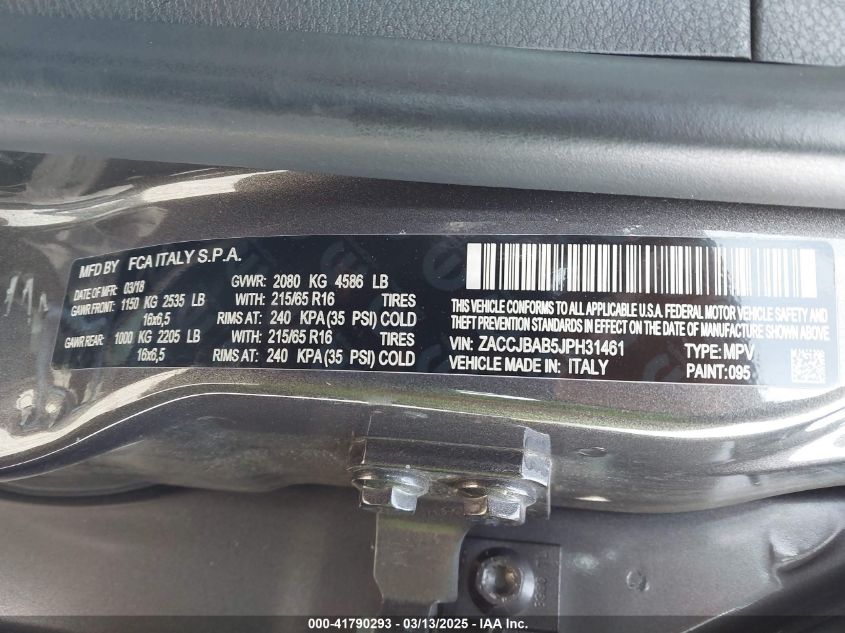 MFD BY FCA ITALY S.P.A.
DATE OF MFR: 03/18 GVWR: 2080 KG 4586 LB
GAWR FRONT: 1150 KG 2535 LB WITH: 215/65 R16 TIRES
16x6,5 RIMS AT: 240 KPA (35 PSI) COLD
GAWR REAR: 1000 KG 2205 LB WITH: 215/65 R16 TIRES
16x6,5 RIMS AT: 240 KPA (35 PSI) COLD
THIS VEHICLE CONFORMS TO ALL APPLICABLE U.S.A. FEDERAL MOTOR VEHICLE SAFETY AND
THEFT PREVENTION STANDARDS IN EFFECT ON THE DATE OF MANUFACTURE SHOWN ABOVE.
VIN: ZACCJBAB5JPH31461 TYPE: MPV
VEHICLE MADE IN: ITALY PAINT: 095
000-41790293 - 03/13/2025 - IAA Inc.